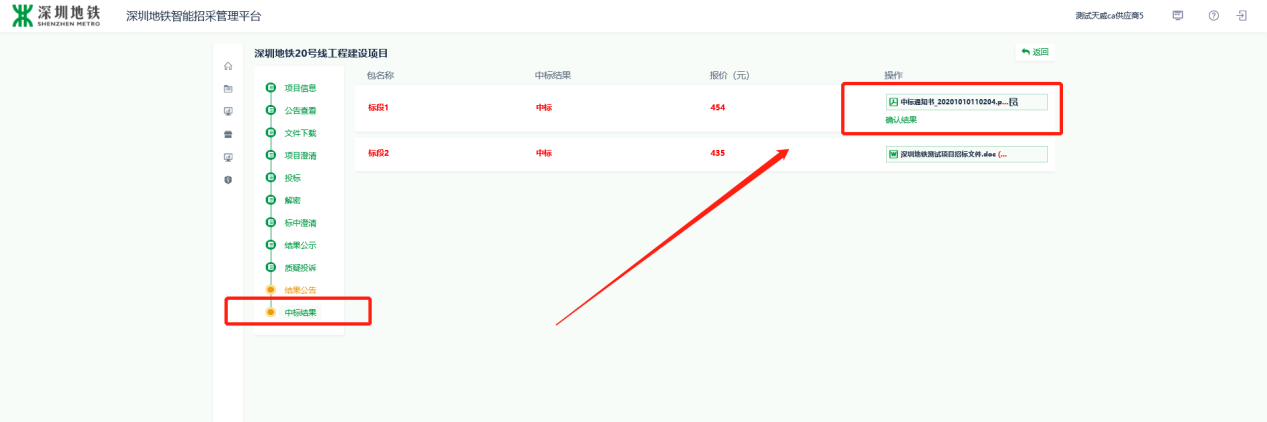 深圳地铁
SHENZHEN METRO
深圳地铁智能招采管理平台
测试天威ca供应商5
深圳地铁20号线工程建设项目
返回
项目信息
公告查看
文件下载
项目澄清
投标
解密
标中澄清
结果公示
质疑投诉
结果公告
中标结果
包名称 中标结果 报价（元） 操作
标段1 中标 454 中标通知书_20201010110204.p...
确认结果
标段2 中标 435 深圳地铁测试项目招标文件.doc (...